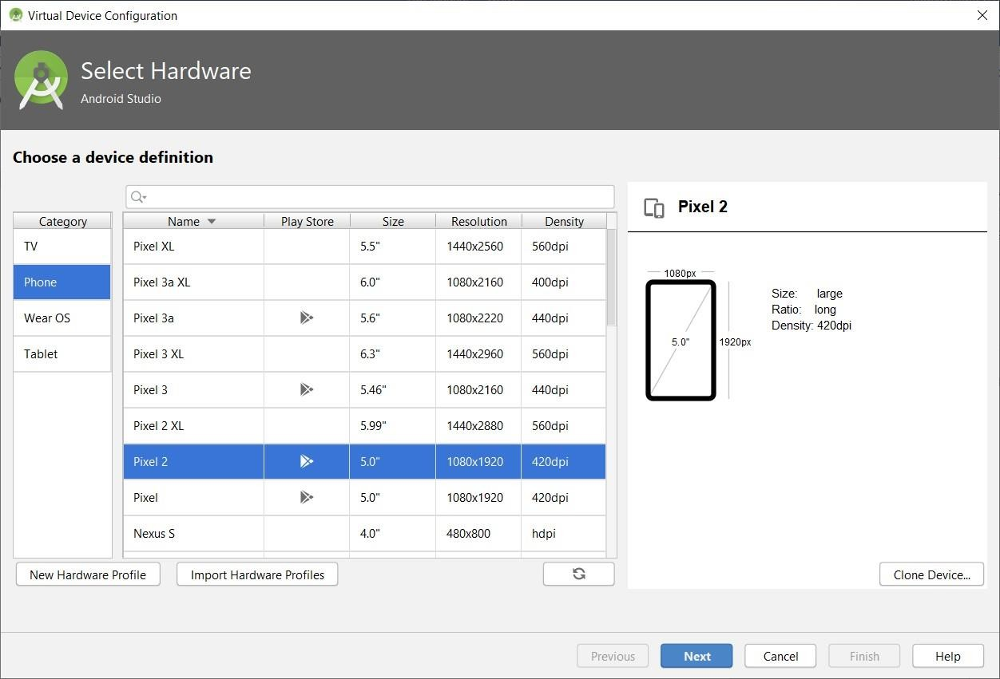 Virtual Device Configuration
Select Hardware
Android Studio
Choose a device definition
Category
TV
Phone
Wear OS
Tablet
Name Play Store Size Resolution Density
Pixel XL 5.5" 1440x2560 560dpi
Pixel 3a XL 6.0" 1080x2160 400dpi
Pixel 3a 5.6" 1080x2220 440dpi
Pixel 3 XL 6.3" 1440x2960 560dpi
Pixel 3 5.46" 1080x2160 440dpi
Pixel 2 XL 5.99" 1440x2880 560dpi
Pixel 2 5.0" 1080x1920 420dpi
Pixel 5.0" 1080x1920 420dpi
Nexus S 4.0" 480x800 hdpi
New Hardware Profile Import Hardware Profiles
Pixel 2
1080px
5.0"
1920px
Size: large
Ratio: long
Density: 420dpi
Clone Device...
Previous Next Cancel Finish Help